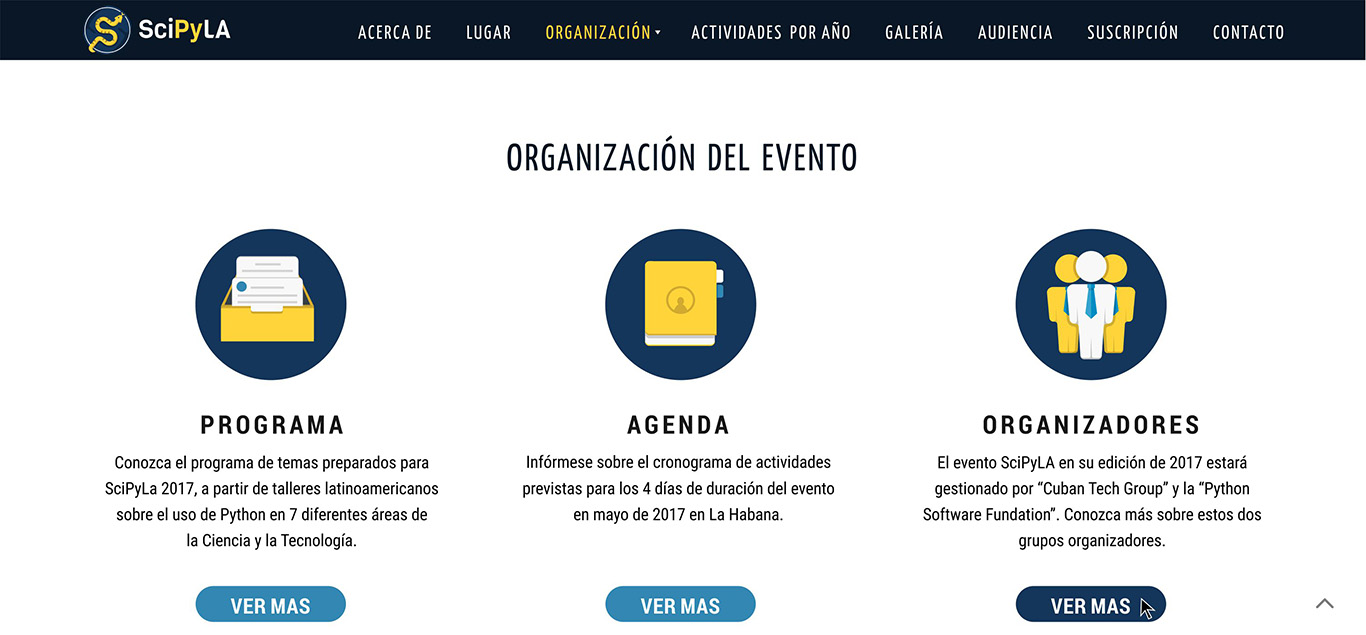 SciPyLA
ACERCA DE LUGAR ORGANIZACIÓN ACTIVIDADES POR AÑO GALERÍA AUDIENCIA SUSCRIPCIÓN CONTACTO
ORGANIZACIÓN DEL EVENTO
PROGRAMA
Conozca el programa de temas preparados para
SciPyLa 2017, a partir de talleres latinoamericanos
sobre el uso de Python en 7 diferentes áreas de
la Ciencia y la Tecnología.
VER MAS
AGENDA
Infórmese sobre el cronograma de actividades
previstas para los 4 días de duración del evento
en mayo de 2017 en La Habana.
VER MAS
ORGANIZADORES
El evento SciPyLA en su edición de 2017 estará
gestionado por “Cuban Tech Group” y la “Python
Software Fundation”. Conozca más sobre estos dos
grupos organizadores.
VER MAS